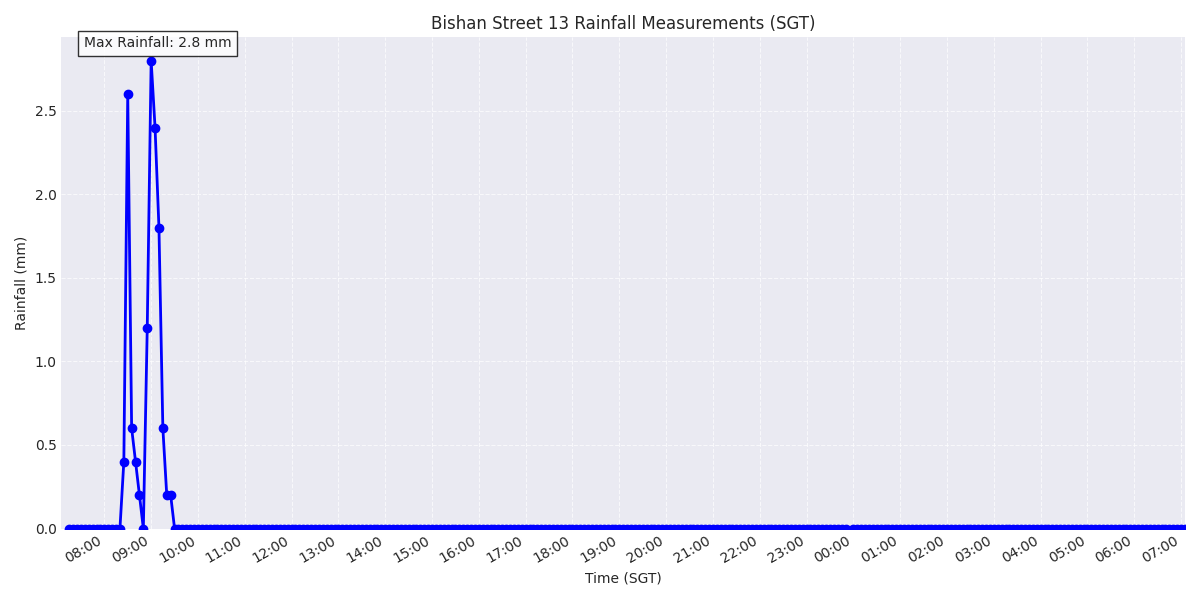 Bishan Street 13 Rainfall Measurements (SGT)
Max Rainfall: 2.8 mm
Rainfall (mm)
2.5
2.0
1.5
1.0
0.5
0.0
08:00 09:00 10:00 11:00 12:00 13:00 14:00 15:00 16:00 17:00 18:00 19:00 20:00 21:00 22:00 23:00 00:00 01:00 02:00 03:00 04:00 05:00 06:00 07:00
Time (SGT)